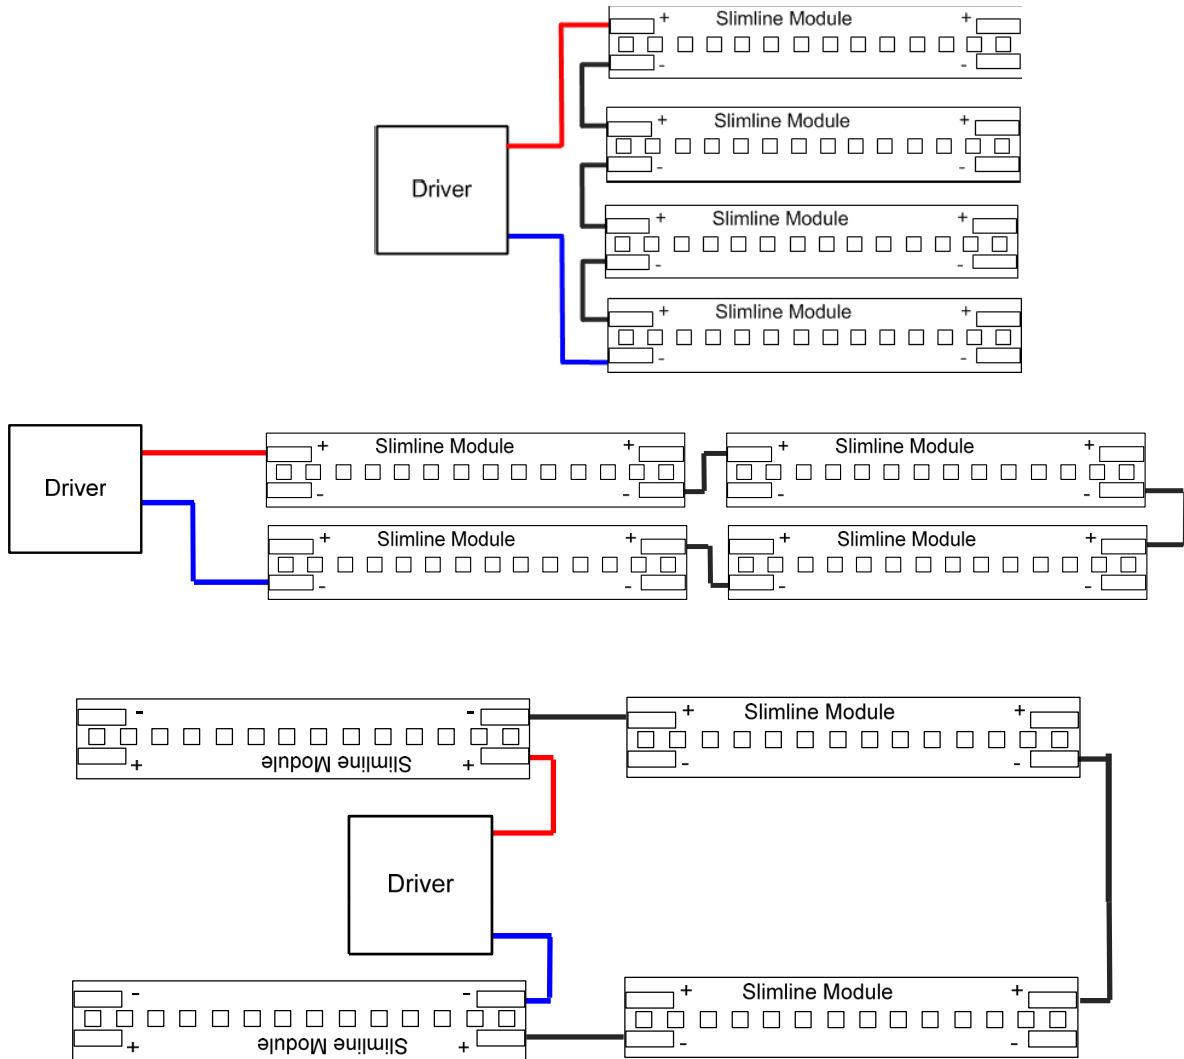 + Slimline Module +
- -
+ Slimline Module +
- -
Driver
+ Slimline Module +
- -
+ Slimline Module +
- -
+ Slimline Module + + Slimline Module +
Driver
- - - -
+ Slimline Module + + Slimline Module +
- - - -
- - + Slimline Module +
+ Slimline Module + - -
Driver
- - + Slimline Module +
+ Slimline Module + - -